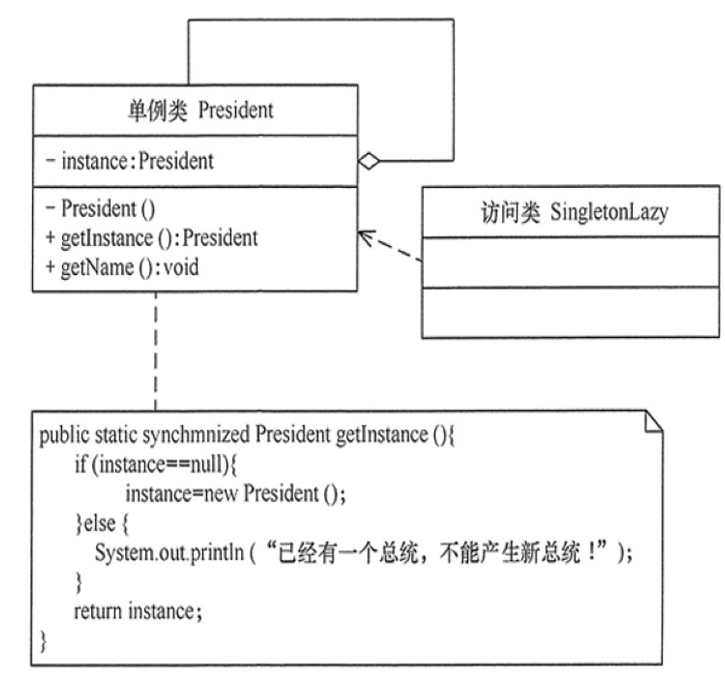 单例类 President
- instance:President
- President()
+ getInstance():President
+ getName():void
访问类 SingletonLazy
public static synchmnized President getInstance(){
if (instance==null){
instance=new President();
}else {
System.out.println(“已经有一个总统，不能产生新总统！”);
}
return instance;
}